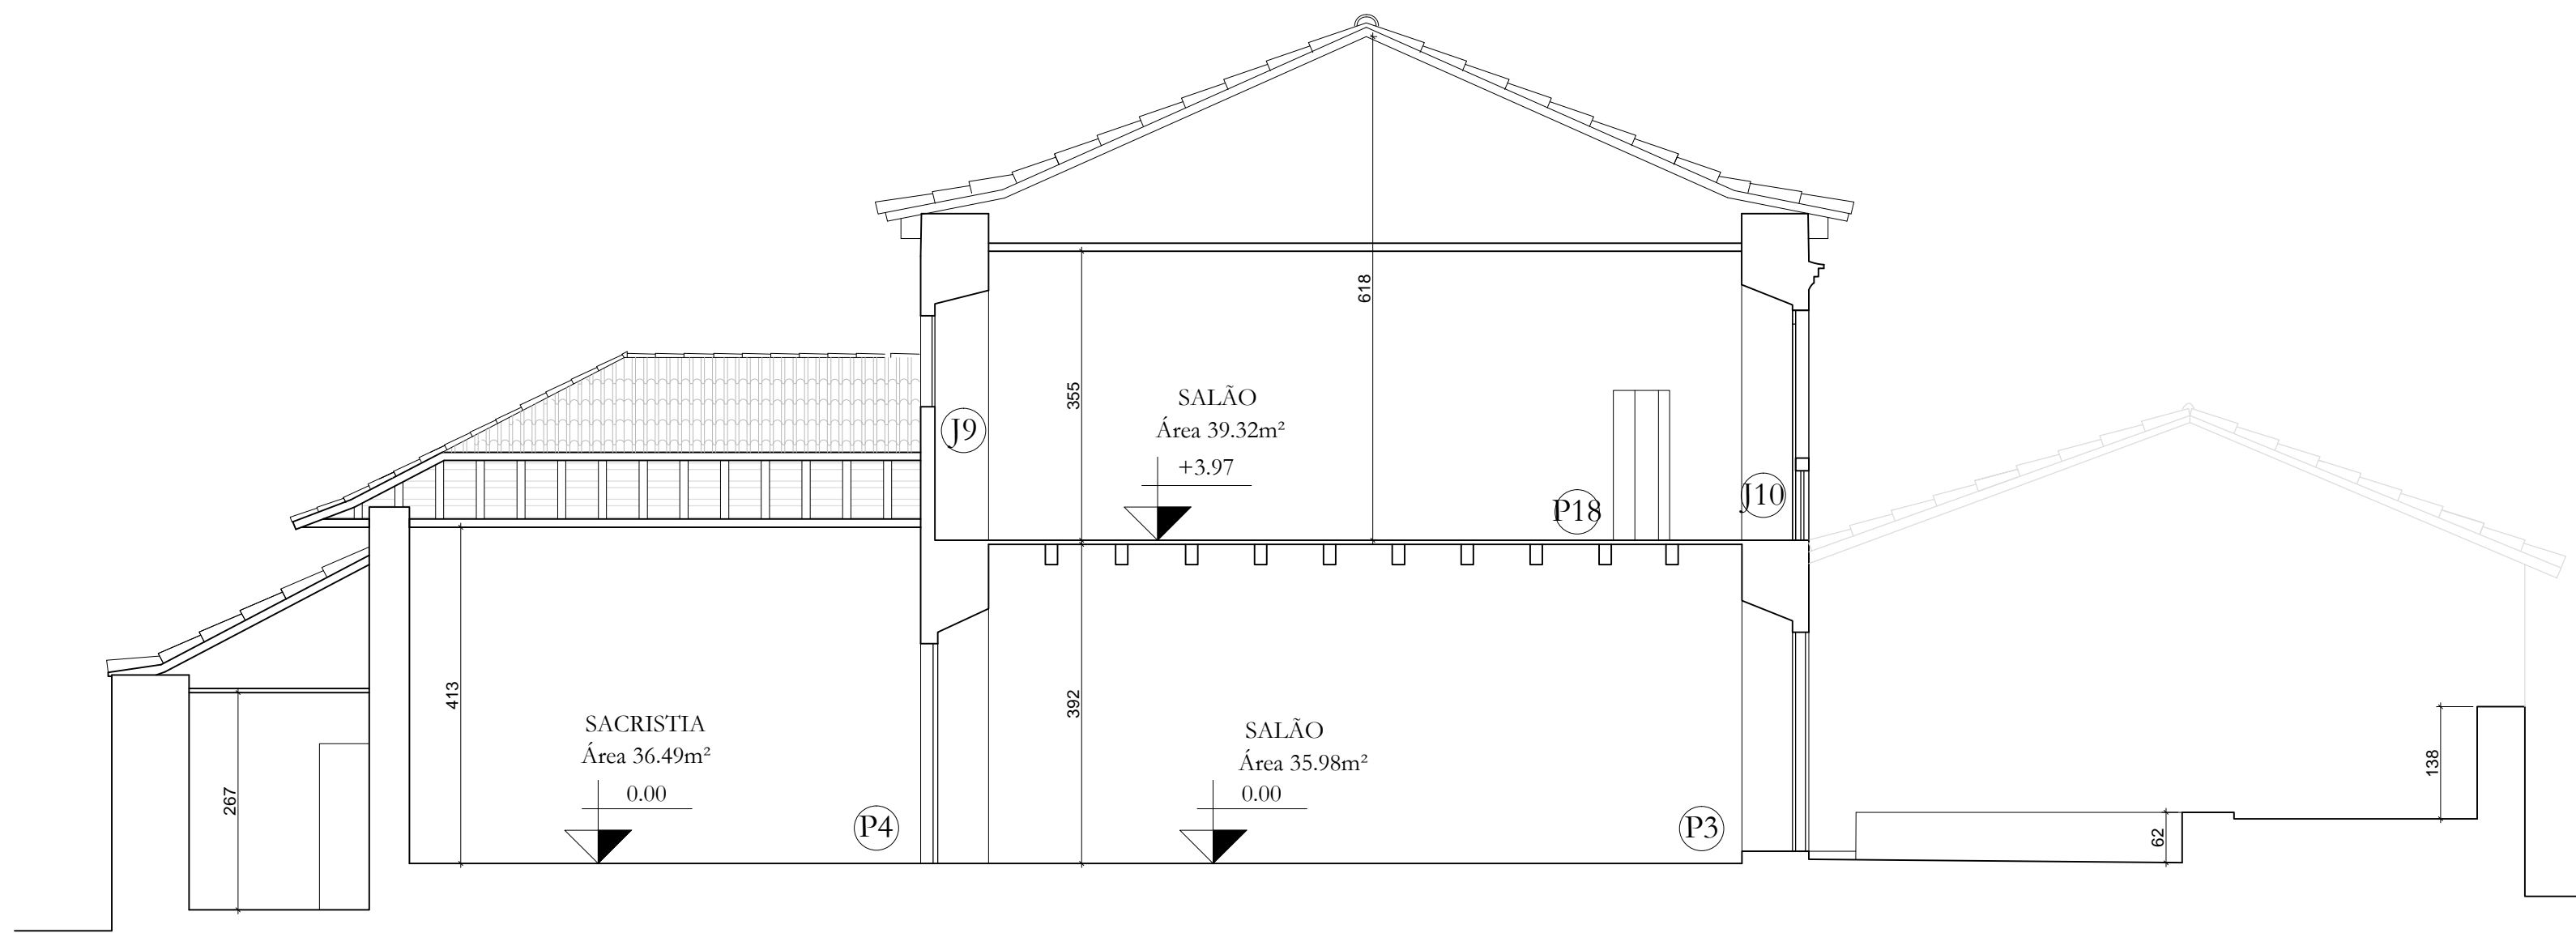 618
355
SALÃO
Área 39.32m²
+3.97
J9
P18
J10
413
392
267
SACRISTIA
Área 36.49m²
0.00
P4
SALÃO
Área 35.98m²
0.00
P3
138
62